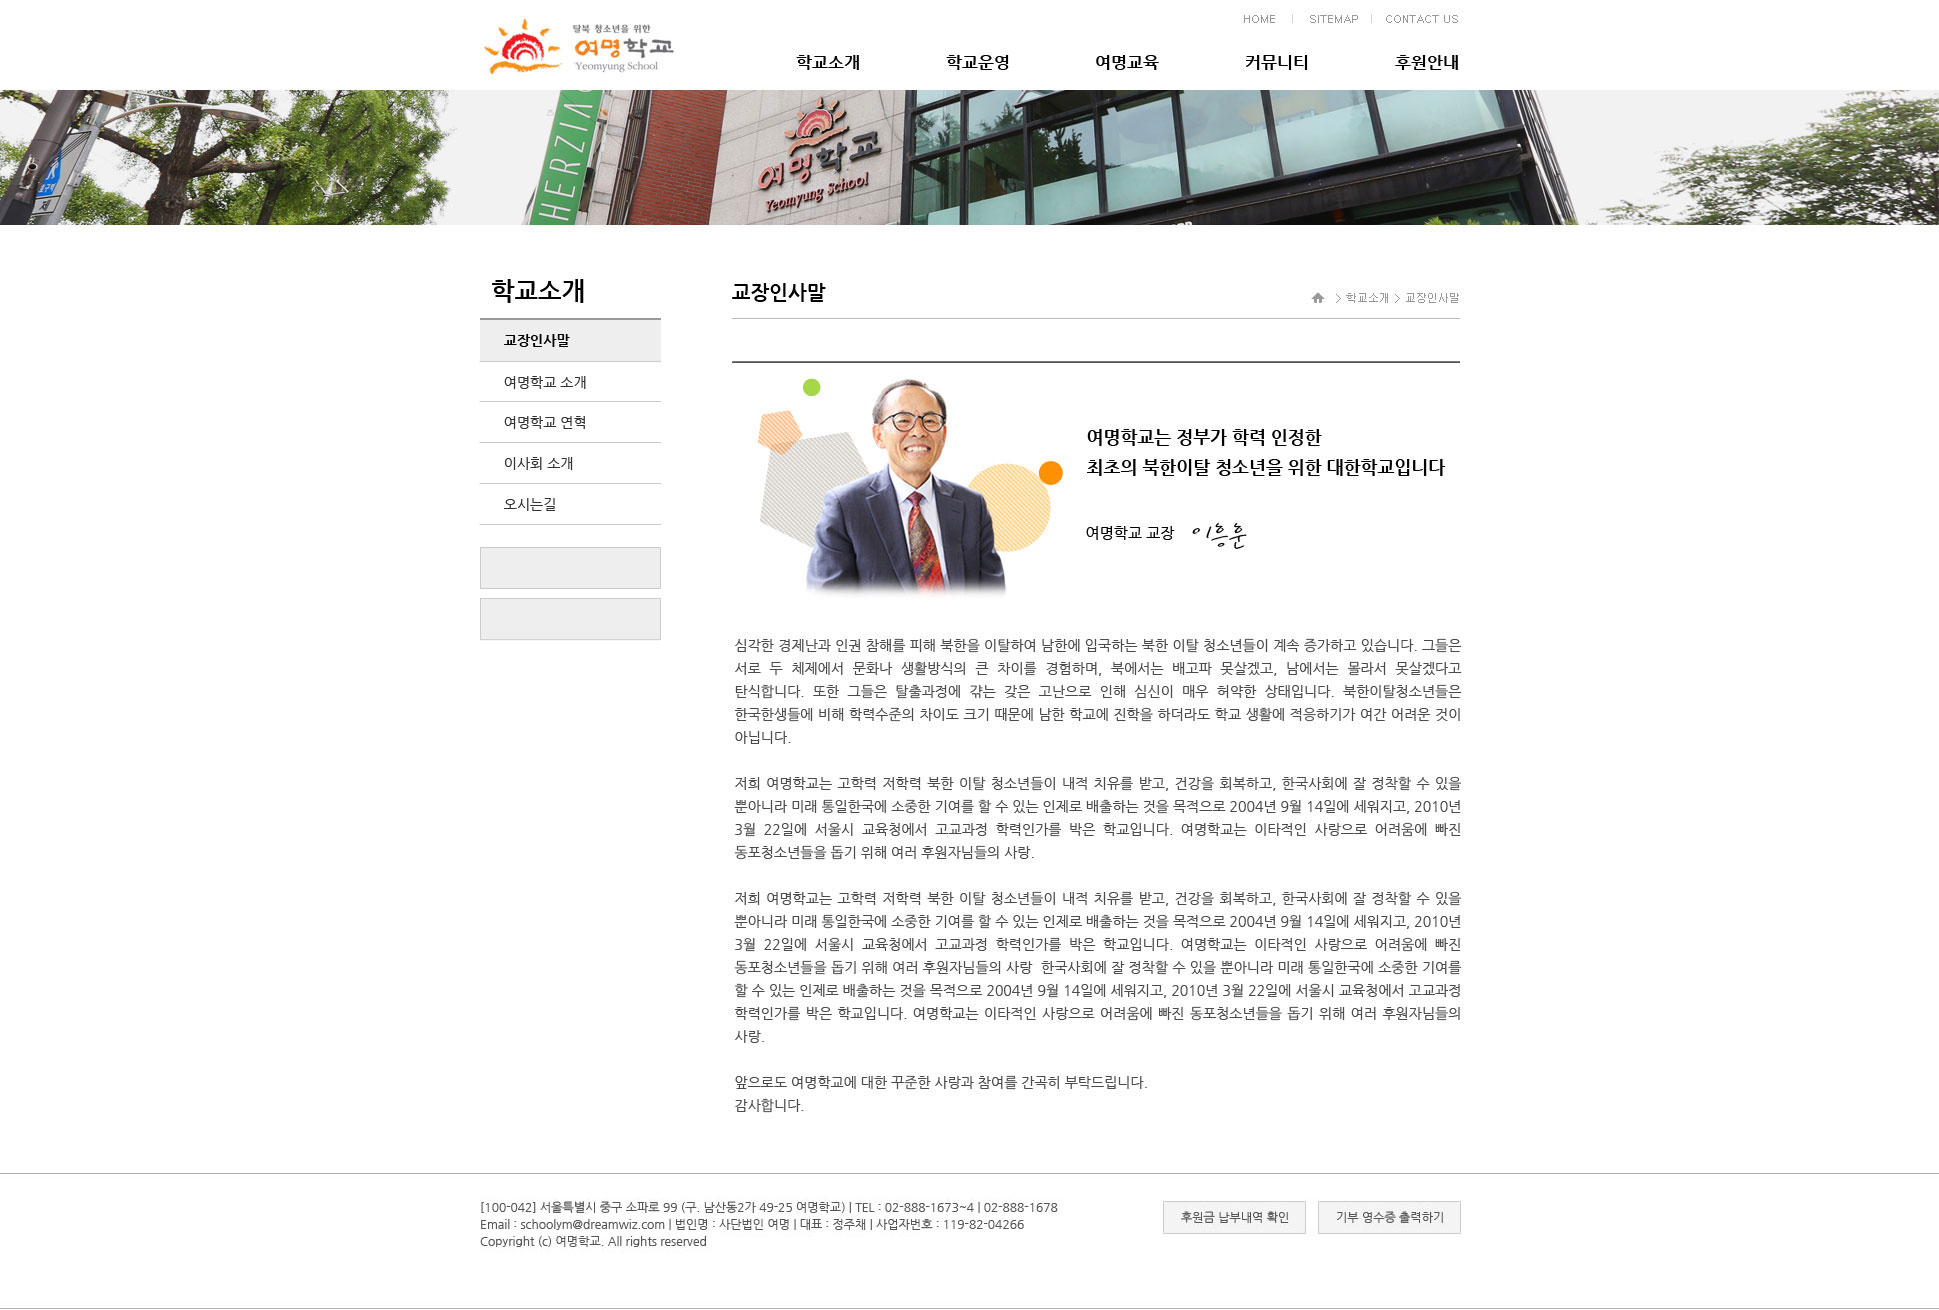 HOME
SITEMAP
CONTACT US
탈북 청소년을 위한
여명학교
Yeomyung School
학교소개
학교운영
여명교육
커뮤니티
후원안내
HERZIA
여명학교
Yeomyung School
학교소개
교장인사말
여명학교 소개
여명학교 연혁
이사회 소개
오시는길
교장인사말
> 학교소개 > 교장인사말
여명학교는 정부가 학력 인정한
최초의 북한이탈 청소년을 위한 대한학교입니다
여명학교 교장 이흥훈
심각한 경제난과 인권 참해를 피해 북한을 이탈하여 남한에 입국하는 북한 이탈 청소년들이 계속 증가하고 있습니다. 그들은
서로 두 체제에서 문화나 생활방식의 큰 차이를 경험하며, 북에서는 배고파 못살겠고, 남에서는 몰라서 못살겠다고
탄식합니다. 또한 그들은 탈출과정에 갺는 갖은 고난으로 인해 심신이 매우 허약한 상태입니다. 북한이탈청소년들은
한국한생들에 비해 학력수준의 차이도 크기 때문에 남한 학교에 진학을 하더라도 학교 생활에 적응하기가 여간 어려운 것이
아닙니다.
저희 여명학교는 고학력 저학력 북한 이탈 청소년들이 내적 치유를 받고, 건강을 회복하고, 한국사회에 잘 정착할 수 있을
뿐아니라 미래 통일한국에 소중한 기여를 할 수 있는 인제로 배출하는 것을 목적으로 2004년 9월 14일에 세워지고, 2010년
3월 22일에 서울시 교육청에서 고교과정 학력인가를 박은 학교입니다. 여명학교는 이타적인 사랑으로 어려움에 빠진
동포청소년들을 돕기 위해 여러 후원자님들의 사랑.
저희 여명학교는 고학력 저학력 북한 이탈 청소년들이 내적 치유를 받고, 건강을 회복하고, 한국사회에 잘 정착할 수 있을
뿐아니라 미래 통일한국에 소중한 기여를 할 수 있는 인제로 배출하는 것을 목적으로 2004년 9월 14일에 세워지고, 2010년
3월 22일에 서울시 교육청에서 고교과정 학력인가를 박은 학교입니다. 여명학교는 이타적인 사랑으로 어려움에 빠진
동포청소년들을 돕기 위해 여러 후원자님들의 사랑 한국사회에 잘 정착할 수 있을 뿐아니라 미래 통일한국에 소중한 기여를
할 수 있는 인제로 배출하는 것을 목적으로 2004년 9월 14일에 세워지고, 2010년 3월 22일에 서울시 교육청에서 고교과정
학력인가를 박은 학교입니다. 여명학교는 이타적인 사랑으로 어려움에 빠진 동포청소년들을 돕기 위해 여러 후원자님들의
사랑.
앞으로도 여명학교에 대한 꾸준한 사랑과 참여를 간곡히 부탁드립니다.
감사합니다.
[100-042] 서울특별시 중구 소파로 99 (구. 남산동2가 49-25 여명학교) | TEL : 02-888-1673~4 | 02-888-1678
Email : schoolym@dreamwiz.com | 법인명 : 사단법인 여명 | 대표 : 정주채 | 사업자번호 : 119-82-04266
Copyright (c) 여명학교. All rights reserved
후원금 납부내역 확인
기부 영수증 출력하기